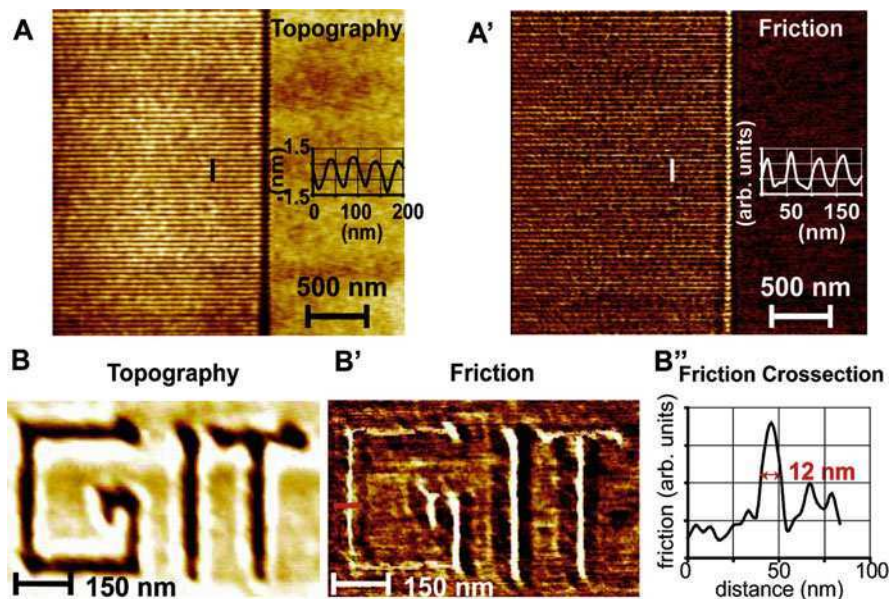 A
Topography
1.5
(nm)
-1.5
0 100 200
(nm)
500 nm
A'
Friction
(arb. units)
50 150
(nm)
500 nm
B
Topography
GIT
150 nm
B'
Friction
GIT
150 nm
B"
Friction Crossection
friction (arb. units)
12 nm
0 50 100
distance (nm)